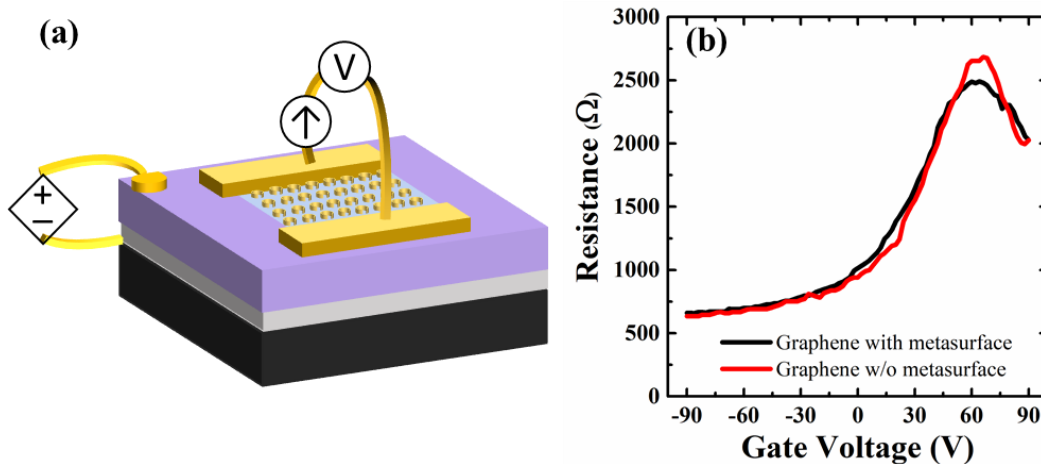 (a)
V
+
−
(b)
3000
2500
2000
1500
1000
500
0
Resistance (Ω)
Graphene with metasurface
Graphene w/o metasurface
-90 -60 -30 0 30 60 90
Gate Voltage (V)